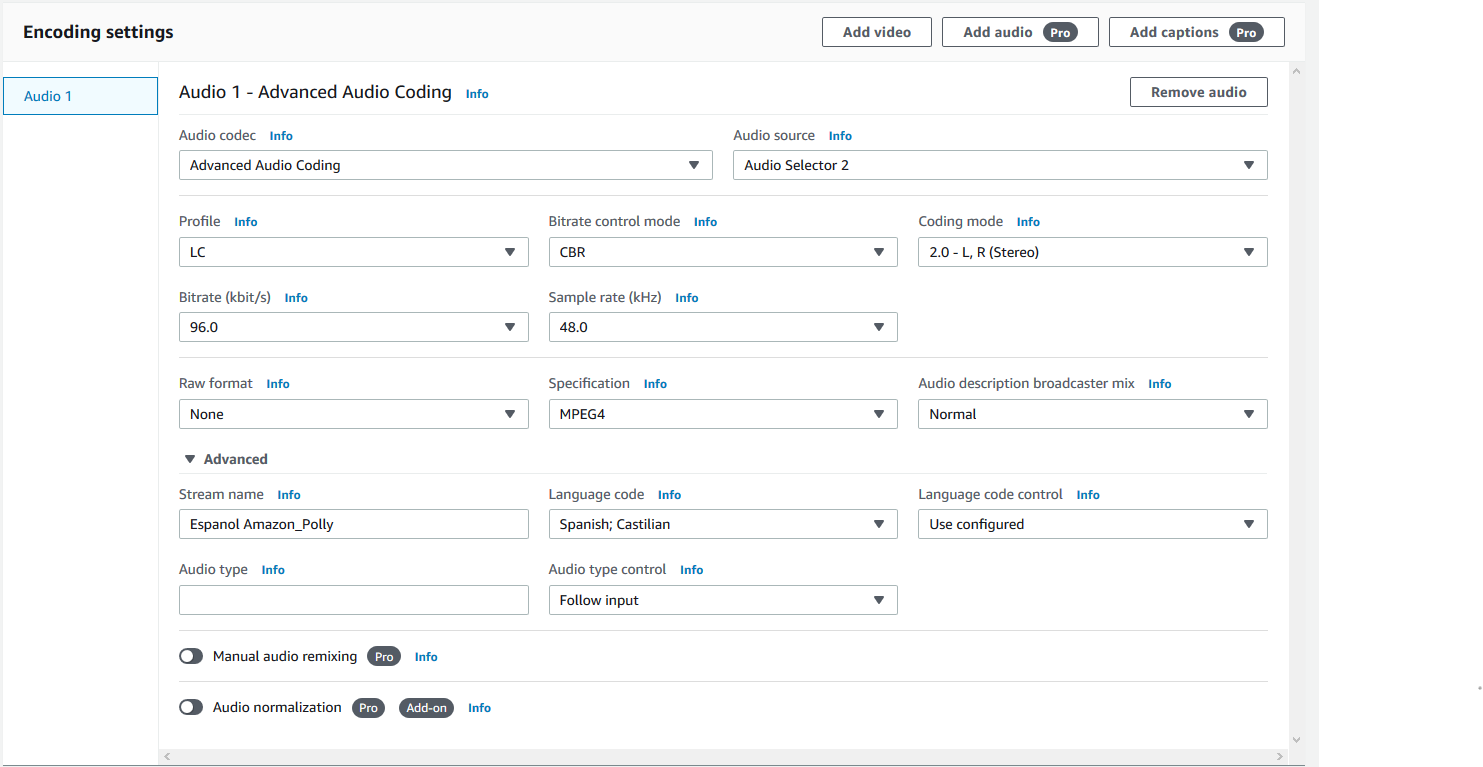 Encoding settings Add video Add audio Pro Add captions Pro
Audio 1
Audio 1 - Advanced Audio Coding Info Remove audio
Audio codec Info Audio source Info
Advanced Audio Coding Audio Selector 2
Profile Info Bitrate control mode Info Coding mode Info
LC CBR 2.0 - L, R (Stereo)
Bitrate (kbit/s) Info Sample rate (kHz) Info
96.0 48.0
Raw format Info Specification Info Audio description broadcaster mix Info
None MPEG4 Normal
Advanced
Stream name Info Language code Info Language code control Info
Espanol Amazon_Polly Spanish; Castilian Use configured
Audio type Info Audio type control Info
Follow input
Manual audio remixing Pro Info
Audio normalization Pro Add-on Info